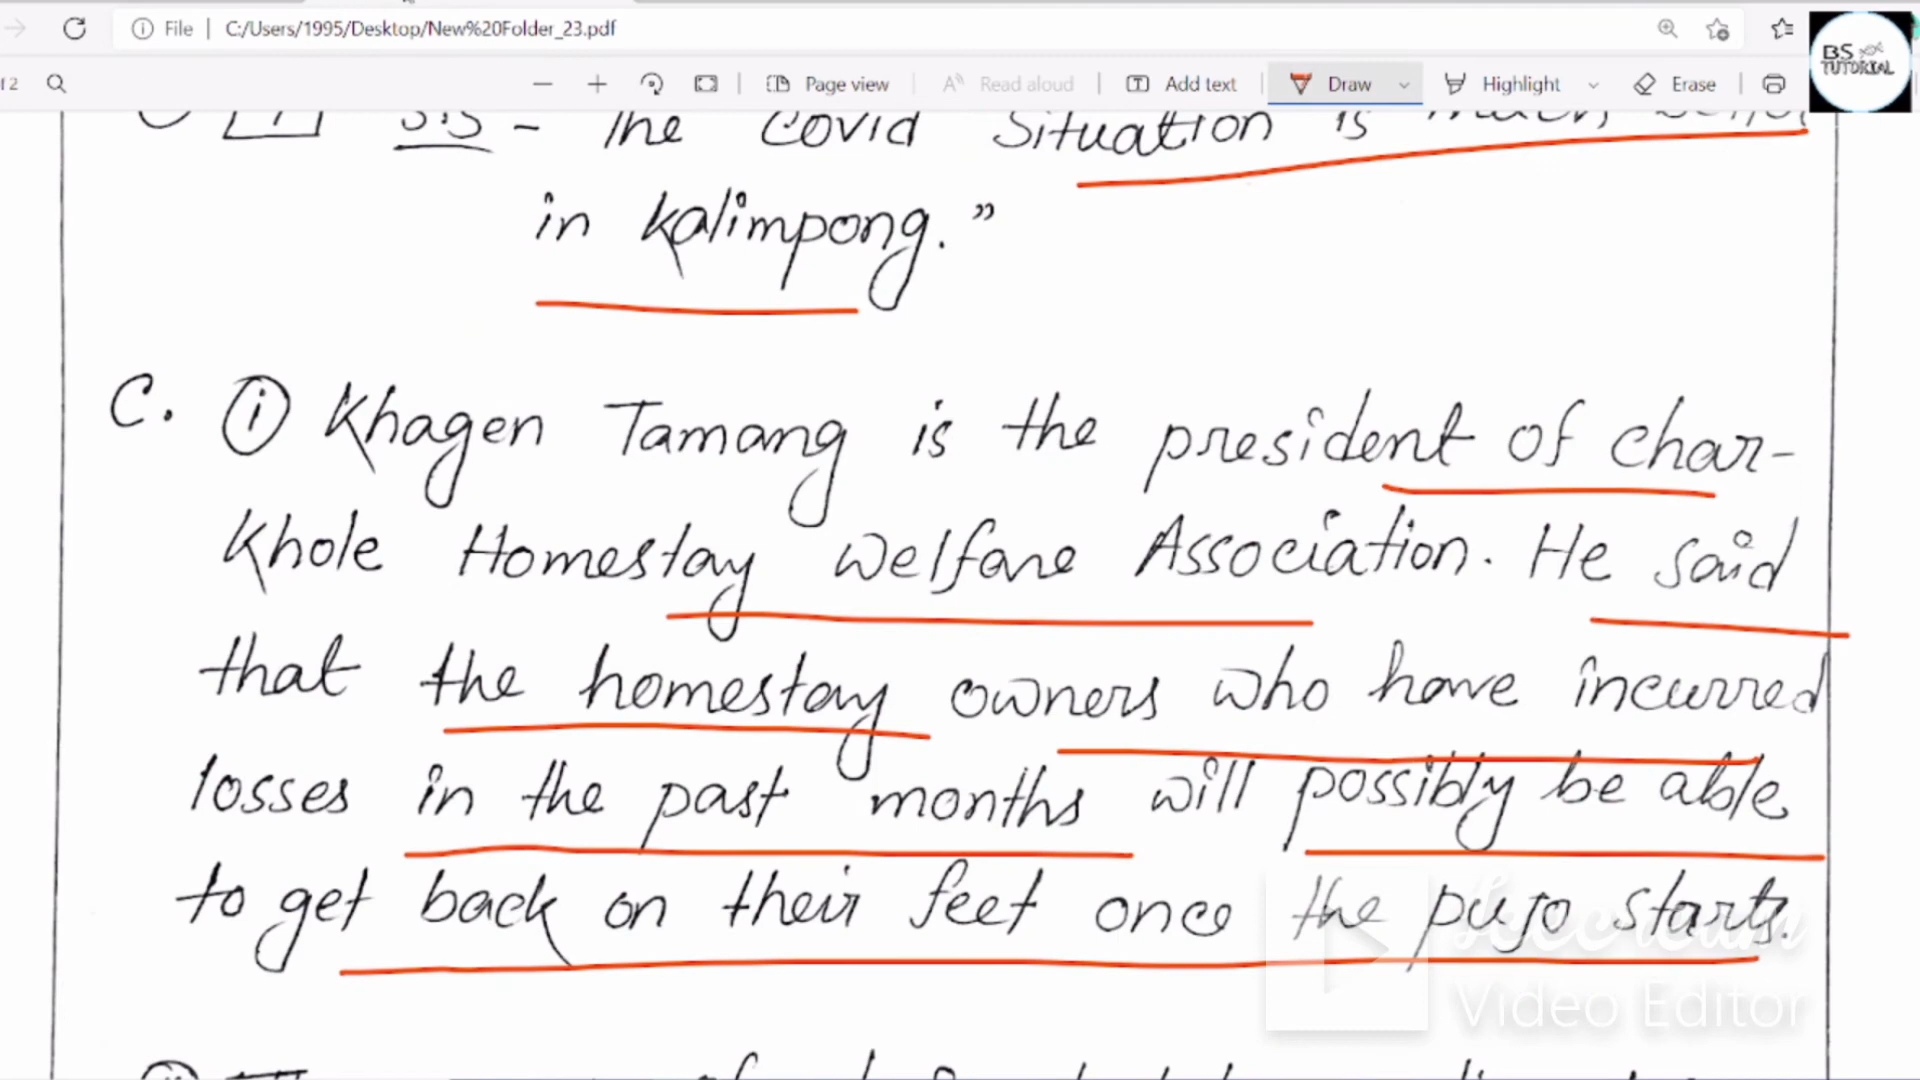 File | C:/Users/1995/Desktop/New%20Folder_23.pdf
BS TUTORIAL
f 2 Page view Read aloud Add text Draw Highlight Erase
S:S - The Covid Situation is
in Kalimpong.”
C. (i) Khagen Tamang is the president of char-
Khole Homestay Welfare Association. He said
that the homestay owners who have incurred
losses in the past months will possibly be able
to get back on their feet once the pujo starts.
Video Editor